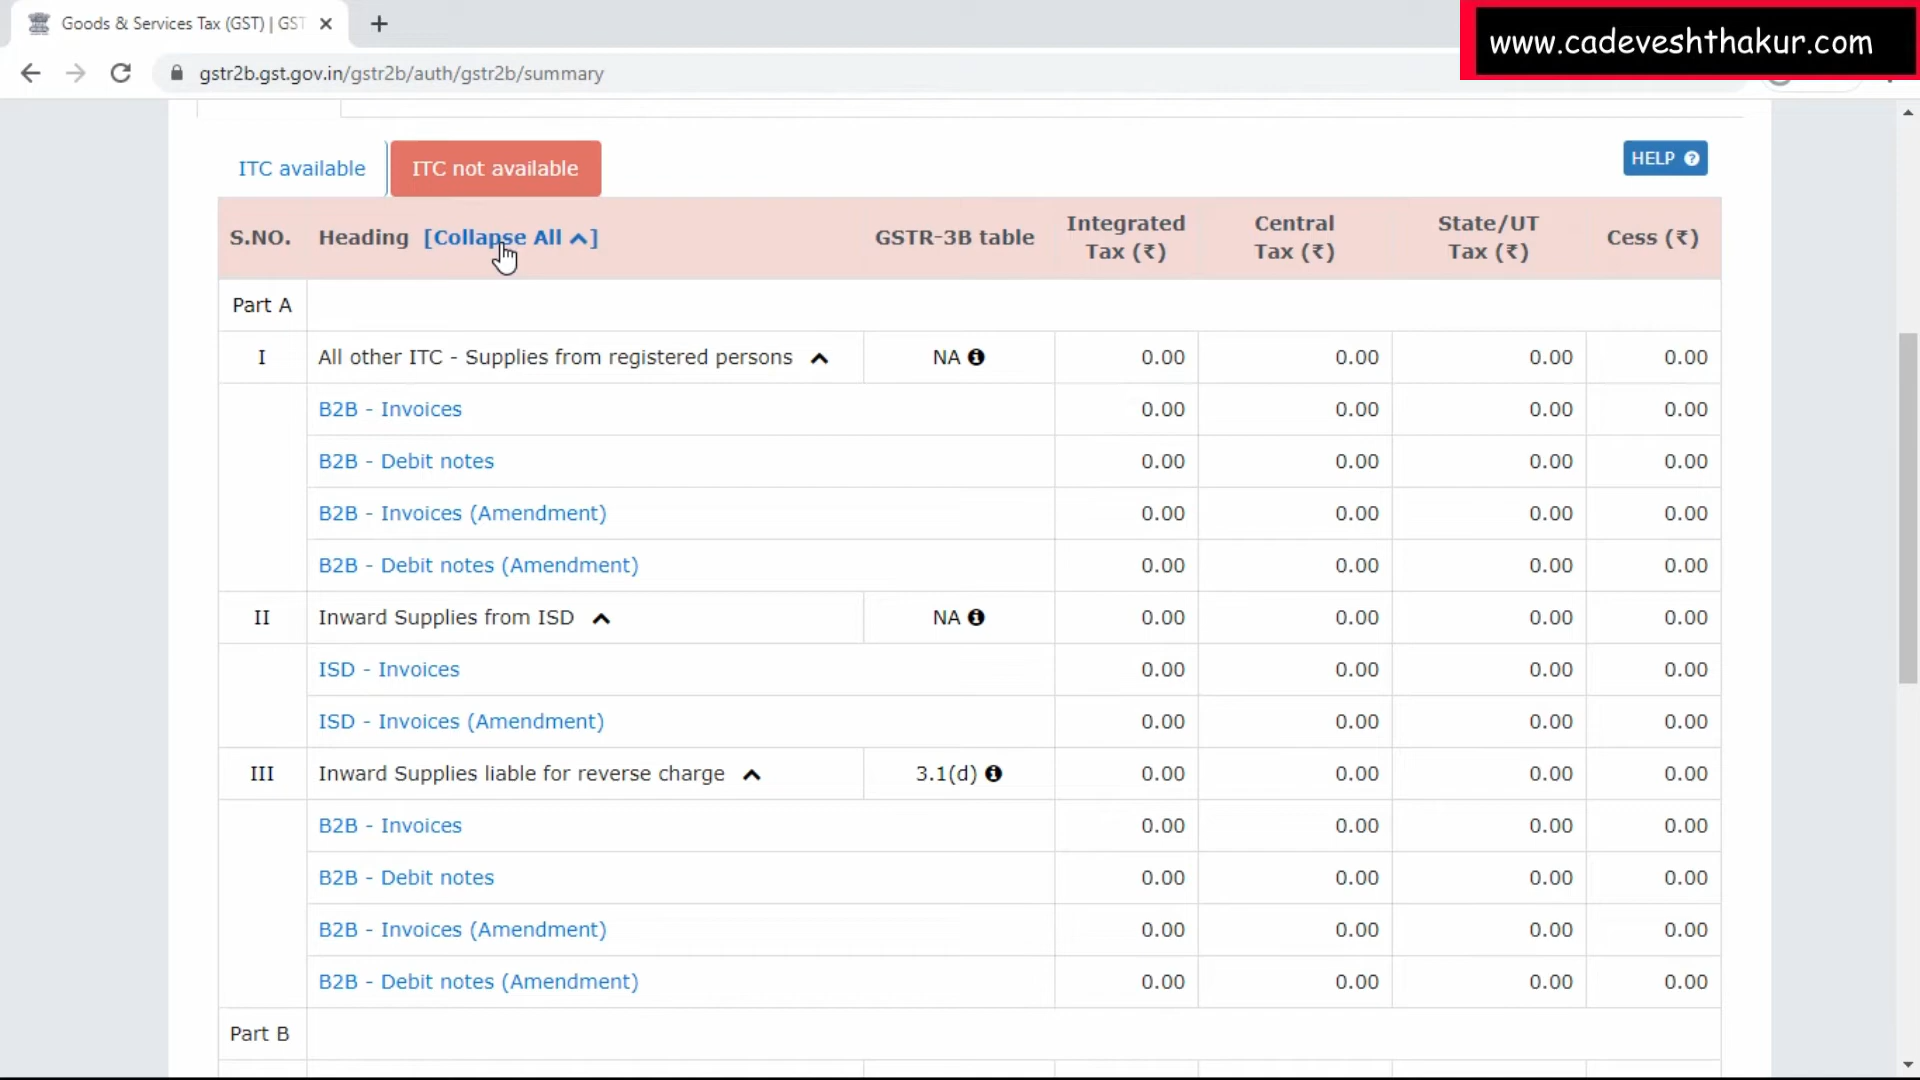 Goods & Services Tax (GST) | GST
www.cadeveshthakur.com
gstr2b.gst.gov.in/gstr2b/auth/gstr2b/summary
ITC available
ITC not available
HELP
S.NO. Heading [Collapse All] GSTR-3B table Integrated Tax (₹) Central Tax (₹) State/UT Tax (₹) Cess (₹)
Part A
I All other ITC - Supplies from registered persons NA 0.00 0.00 0.00 0.00
B2B - Invoices 0.00 0.00 0.00 0.00
B2B - Debit notes 0.00 0.00 0.00 0.00
B2B - Invoices (Amendment) 0.00 0.00 0.00 0.00
B2B - Debit notes (Amendment) 0.00 0.00 0.00 0.00
II Inward Supplies from ISD NA 0.00 0.00 0.00 0.00
ISD - Invoices 0.00 0.00 0.00 0.00
ISD - Invoices (Amendment) 0.00 0.00 0.00 0.00
III Inward Supplies liable for reverse charge 3.1(d) 0.00 0.00 0.00 0.00
B2B - Invoices 0.00 0.00 0.00 0.00
B2B - Debit notes 0.00 0.00 0.00 0.00
B2B - Invoices (Amendment) 0.00 0.00 0.00 0.00
B2B - Debit notes (Amendment) 0.00 0.00 0.00 0.00
Part B